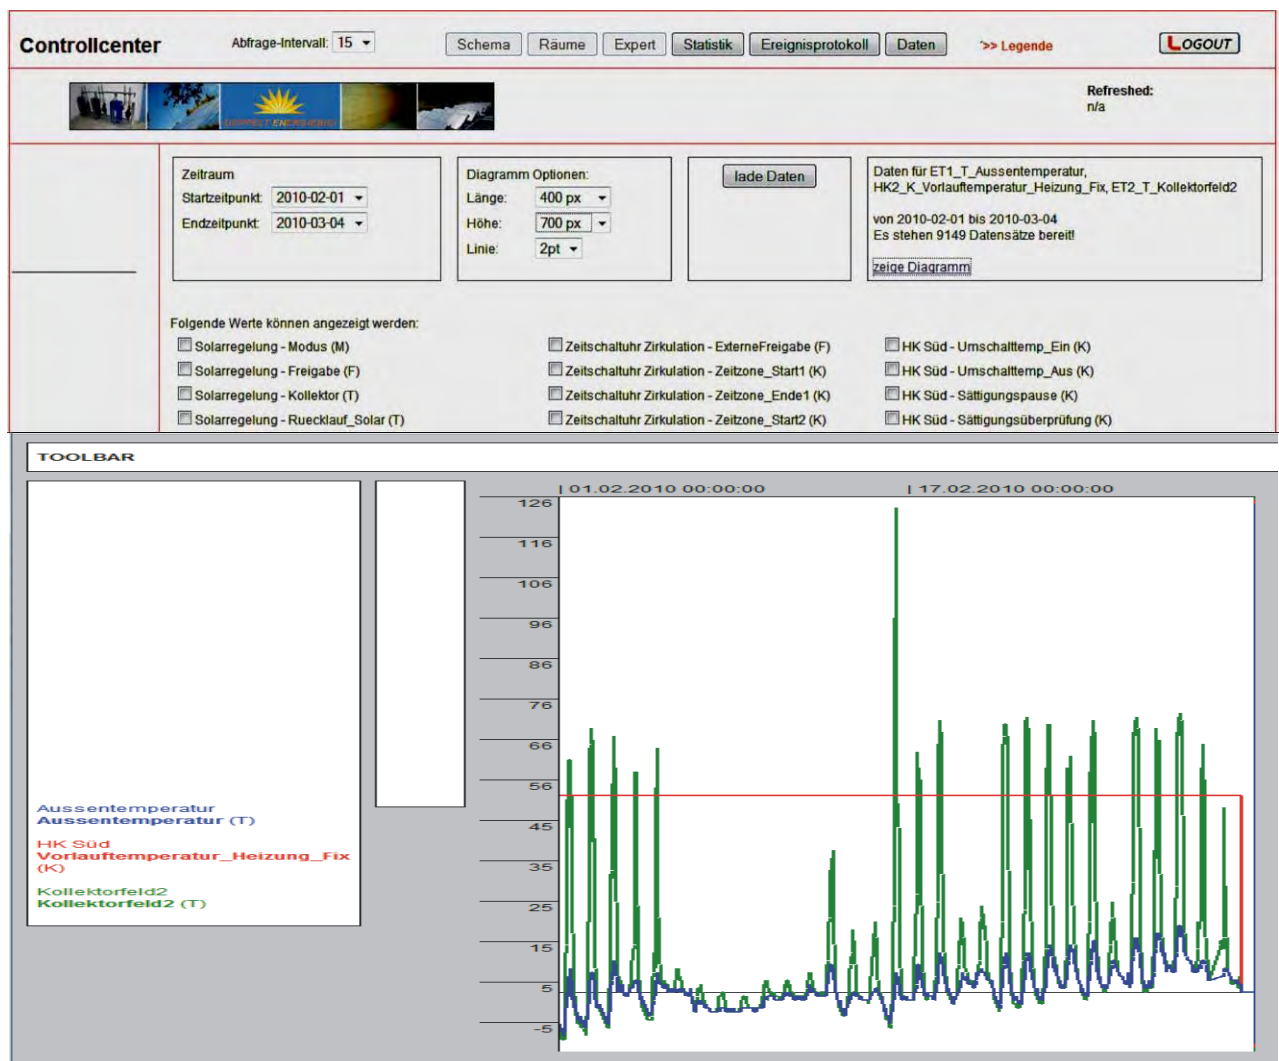 Controllcenter
Abfrage-Intervall: 15
Schema Räume Expert Statistik Ereignisprotokoll Daten
>> Legende
LOGOUT
Refreshed:
n/a
Zeitraum
Startzeitpunkt: 2010-02-01
Endzeitpunkt: 2010-03-04
Diagramm Optionen:
Länge: 400 px
Höhe: 700 px
Linie: 2pt
lade Daten
Daten für ET1_T_Aussentemperatur,
HK2_K_Vorlauftemperatur_Heizung_Fix, ET2_T_Kollektorfeld2
von 2010-02-01 bis 2010-03-04
Es stehen 9149 Datensätze bereit!
zeige Diagramm
Folgende Werte können angezeigt werden:
Solarregelung - Modus (M)
Zeitschaltuhr Zirkulation - ExterneFreigabe (F)
HK Süd - Umschalttemp_Ein (K)
Solarregelung - Freigabe (F)
Zeitschaltuhr Zirkulation - Zeitzone_Start1 (K)
HK Süd - Umschalttemp_Aus (K)
Solarregelung - Kollektor (T)
Zeitschaltuhr Zirkulation - Zeitzone_Ende1 (K)
HK Süd - Sättigungspause (K)
Solarregelung - Ruecklauf_Solar (T)
Zeitschaltuhr Zirkulation - Zeitzone_Start2 (K)
HK Süd - Sättigungsüberprüfung (K)
TOOLBAR
| 01.02.2010 00:00:00
| 17.02.2010 00:00:00
126
116
106
96
86
76
66
56
45
35
25
15
5
-5
Aussentemperatur
Aussentemperatur (T)
HK Süd
Vorlauftemperatur_Heizung_Fix
(K)
Kollektorfeld2
Kollektorfeld2 (T)